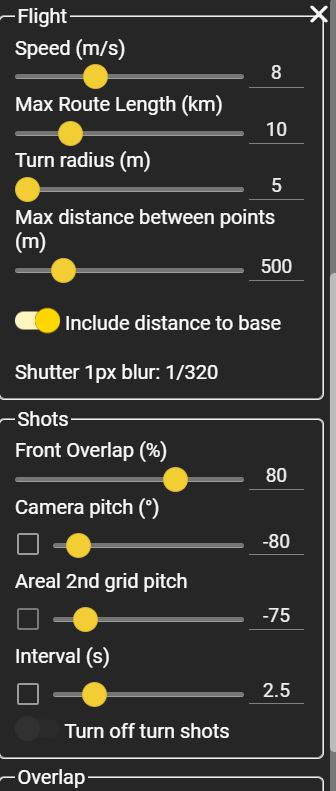 Flight
Speed (m/s)
8
Max Route Length (km)
10
Turn radius (m)
5
Max distance between points
(m)
500
Include distance to base
Shutter 1px blur: 1/320
Shots
Front Overlap (%)
80
Camera pitch (°)
-80
Areal 2nd grid pitch
-75
Interval (s)
2.5
Turn off turn shots
Overlap